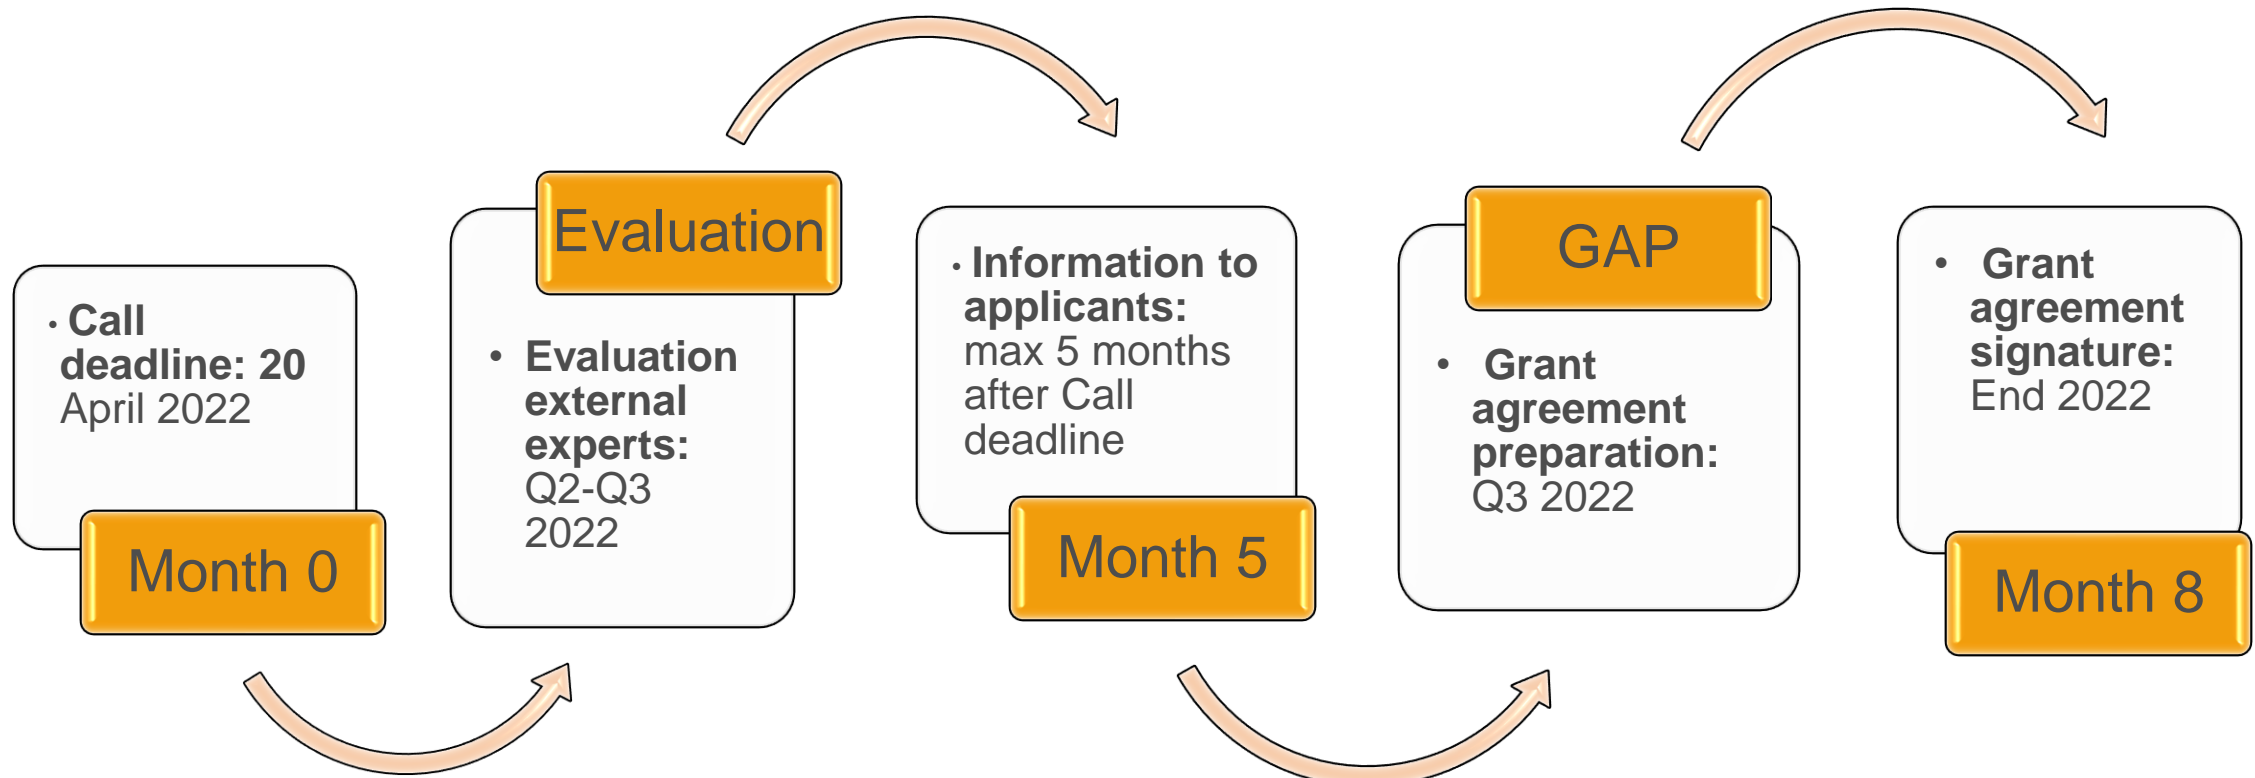 • Call
deadline: 20
April 2022
Month 0
Evaluation
• Evaluation
external
experts:
Q2-Q3
2022
• Information to
applicants:
max 5 months
after Call
deadline
Month 5
GAP
• Grant
agreement
preparation:
Q3 2022
• Grant
agreement
signature:
End 2022
Month 8